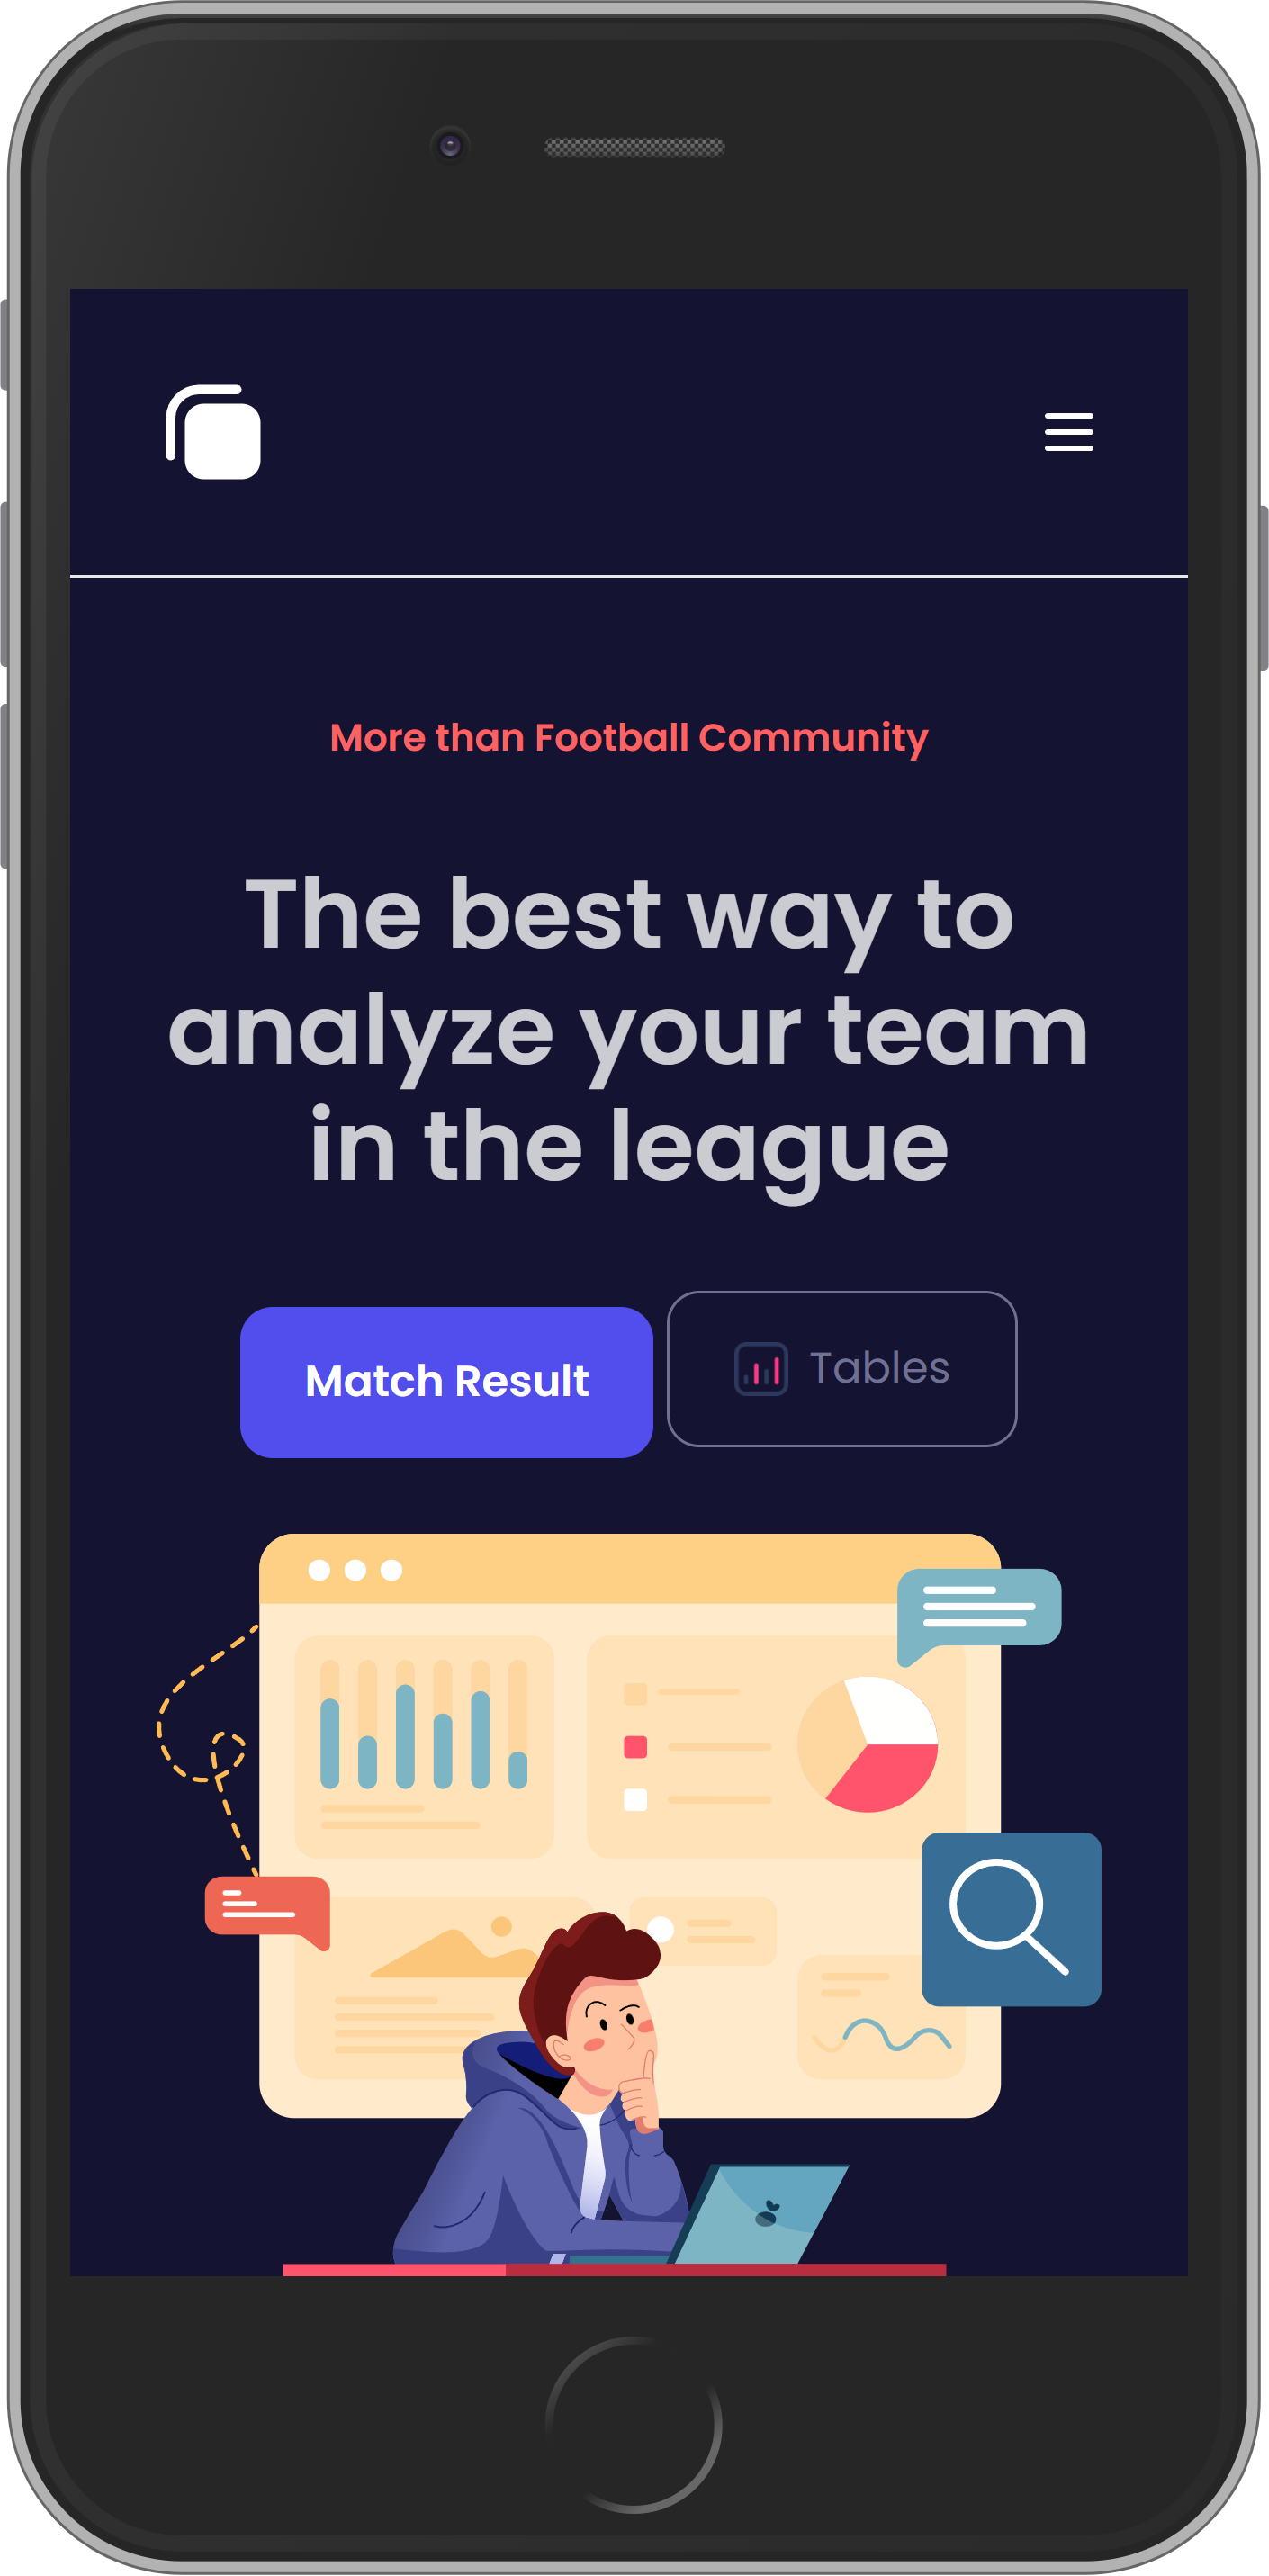 More than Football Community
The best way to
analyze your team
in the league
Match Result
Tables